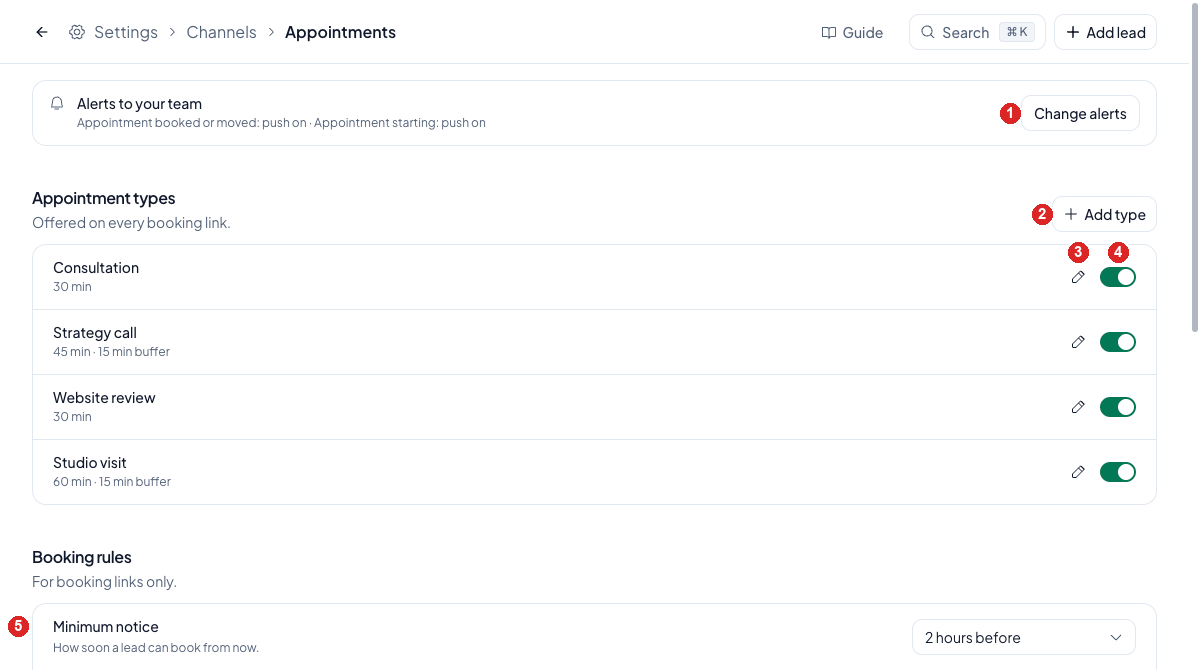 Settings > Channels > Appointments
Guide
Search ⌘ K
+ Add lead
Alerts to your team
Appointment booked or moved: push on · Appointment starting: push on
1 Change alerts
Appointment types
Offered on every booking link.
2 + Add type
3 4
Consultation
30 min
Strategy call
45 min · 15 min buffer
Website review
30 min
Studio visit
60 min · 15 min buffer
Booking rules
For booking links only.
5 Minimum notice
How soon a lead can book from now.
2 hours before